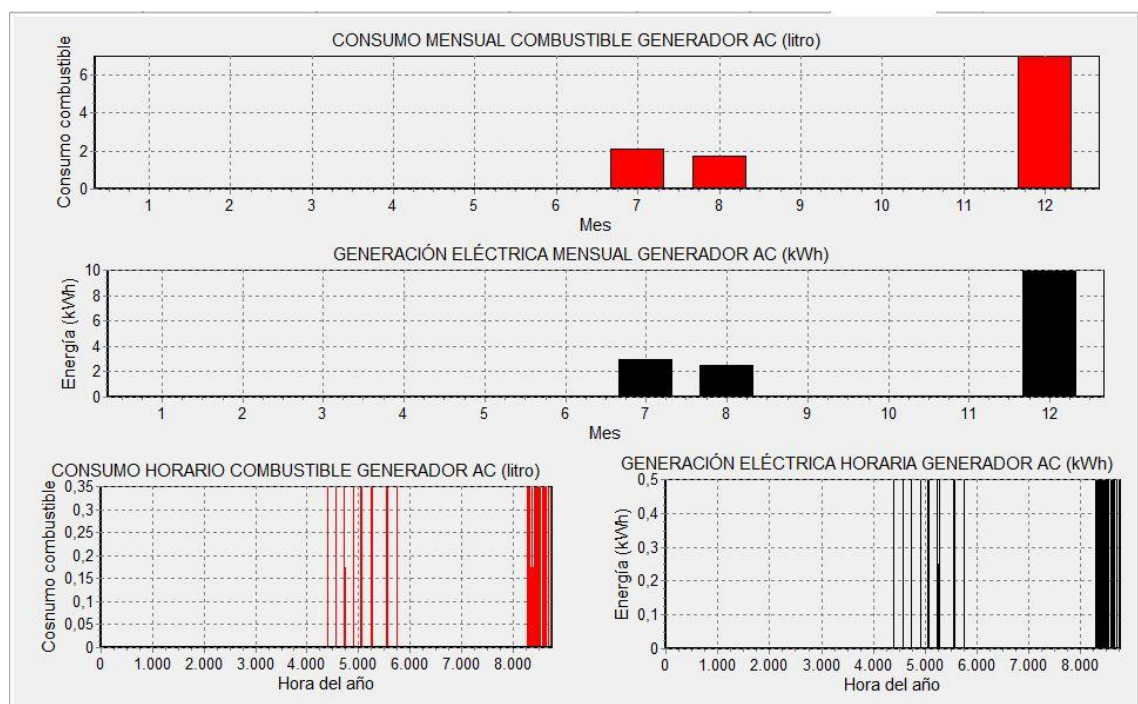 CONSUMO MENSUAL COMBUSTIBLE GENERADOR AC (litro)
Consumo combustible
6
4
2
0
1 2 3 4 5 6 7 8 9 10 11 12
Mes
GENERACIÓN ELÉCTRICA MENSUAL GENERADOR AC (kWh)
Energía (kWh)
10
8
6
4
2
0
1 2 3 4 5 6 7 8 9 10 11 12
Mes
CONSUMO HORARIO COMBUSTIBLE GENERADOR AC (litro)
Cosnumo combustible
0,35
0,3
0,25
0,2
0,15
0,1
0,05
0
0 1.000 2.000 3.000 4.000 5.000 6.000 7.000 8.000
Hora del año
GENERACIÓN ELÉCTRICA HORARIA GENERADOR AC (kWh)
Energía (kWh)
0,5
0,4
0,3
0,2
0,1
0
0 1.000 2.000 3.000 4.000 5.000 6.000 7.000 8.000
Hora del año